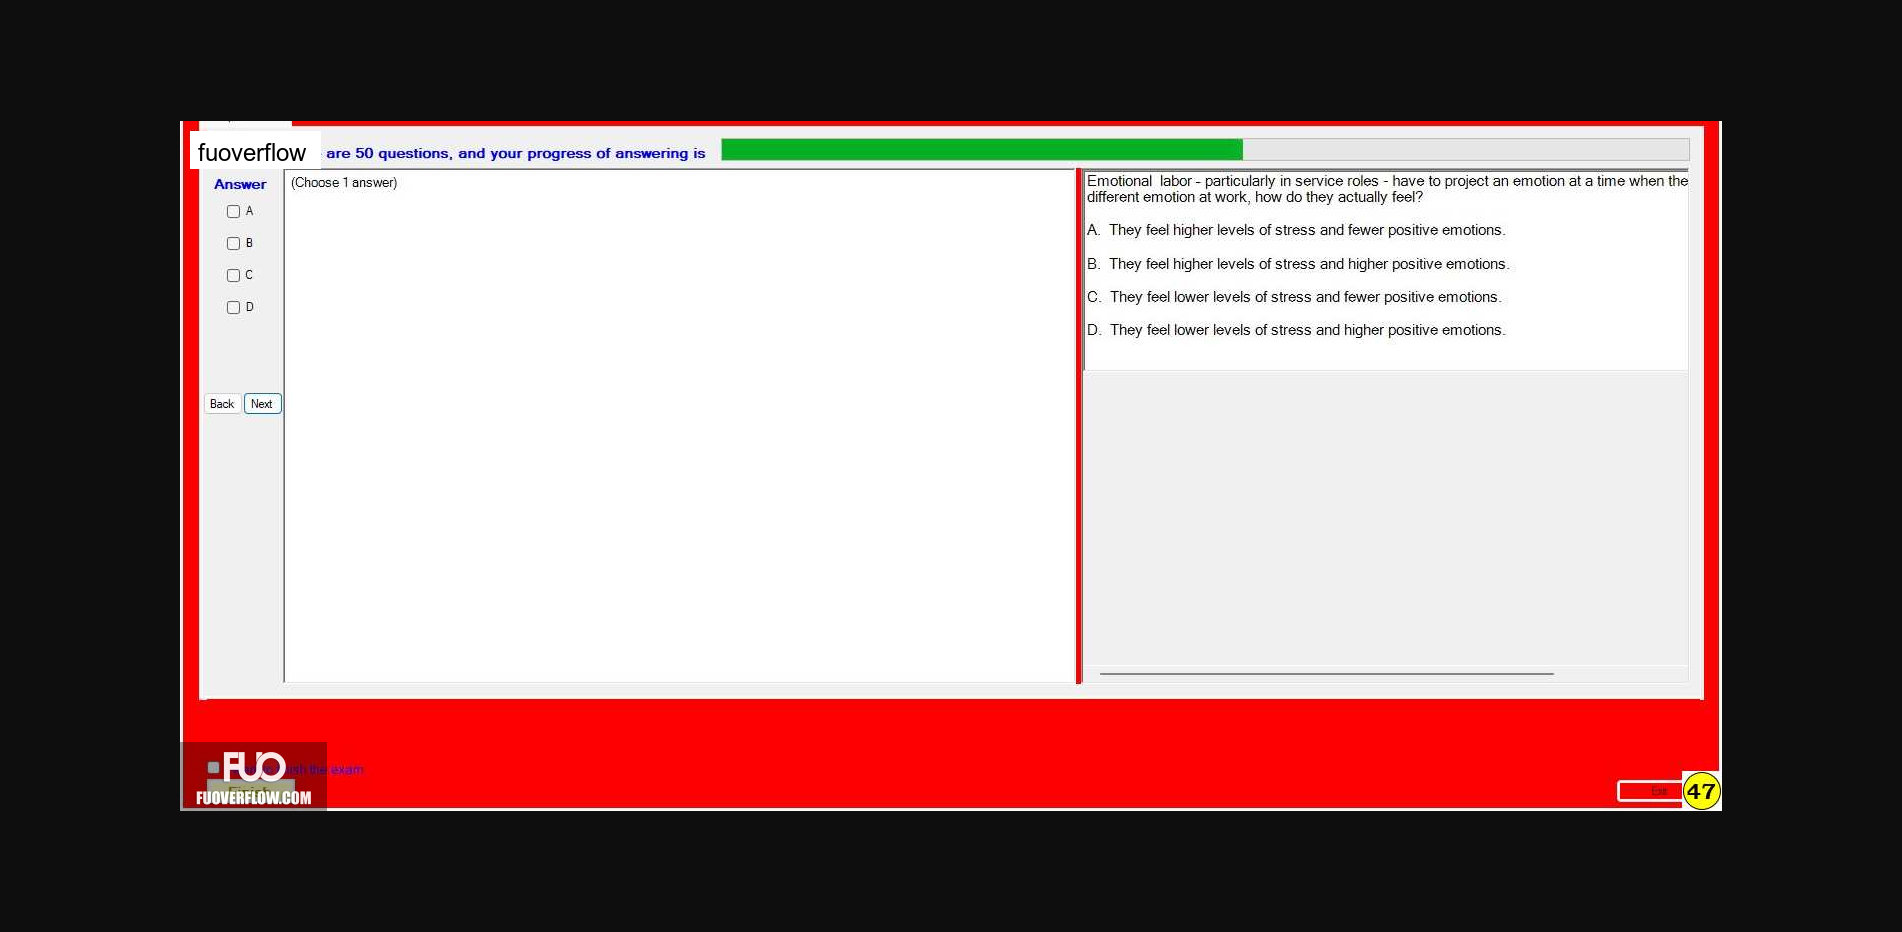 fuoverflow are 50 questions, and your progress of answering is
Answer
A
B
C
D
Back Next
(Choose 1 answer)
Emotional labor - particularly in service roles - have to project an emotion at a time when the
different emotion at work, how do they actually feel?
A. They feel higher levels of stress and fewer positive emotions.
B. They feel higher levels of stress and higher positive emotions.
C. They feel lower levels of stress and fewer positive emotions.
D. They feel lower levels of stress and higher positive emotions.
FUO
the exam
FUOVERFLOW.COM
Exit
47